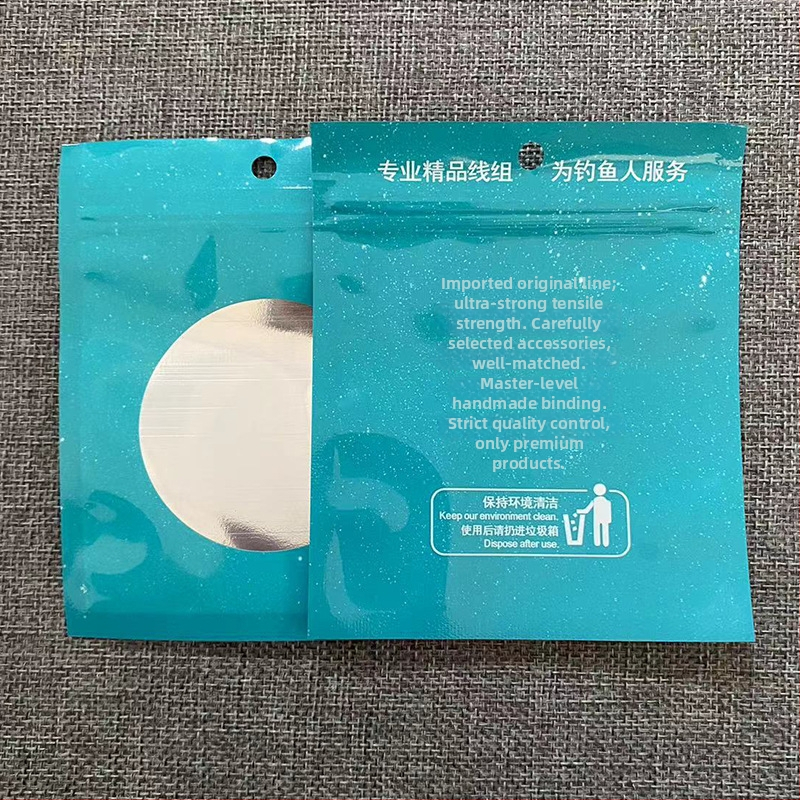 专业精品线组 为钓鱼人服务
Imported original line;
ultra-strong tensile
strength. Carefully
selected accessories,
well-matched.
Master-level
handmade binding.
Strict quality control,
only premium
products.
保持环境清洁
Keep our environment clean.
使用后请扔进垃圾箱
Dispose after use.